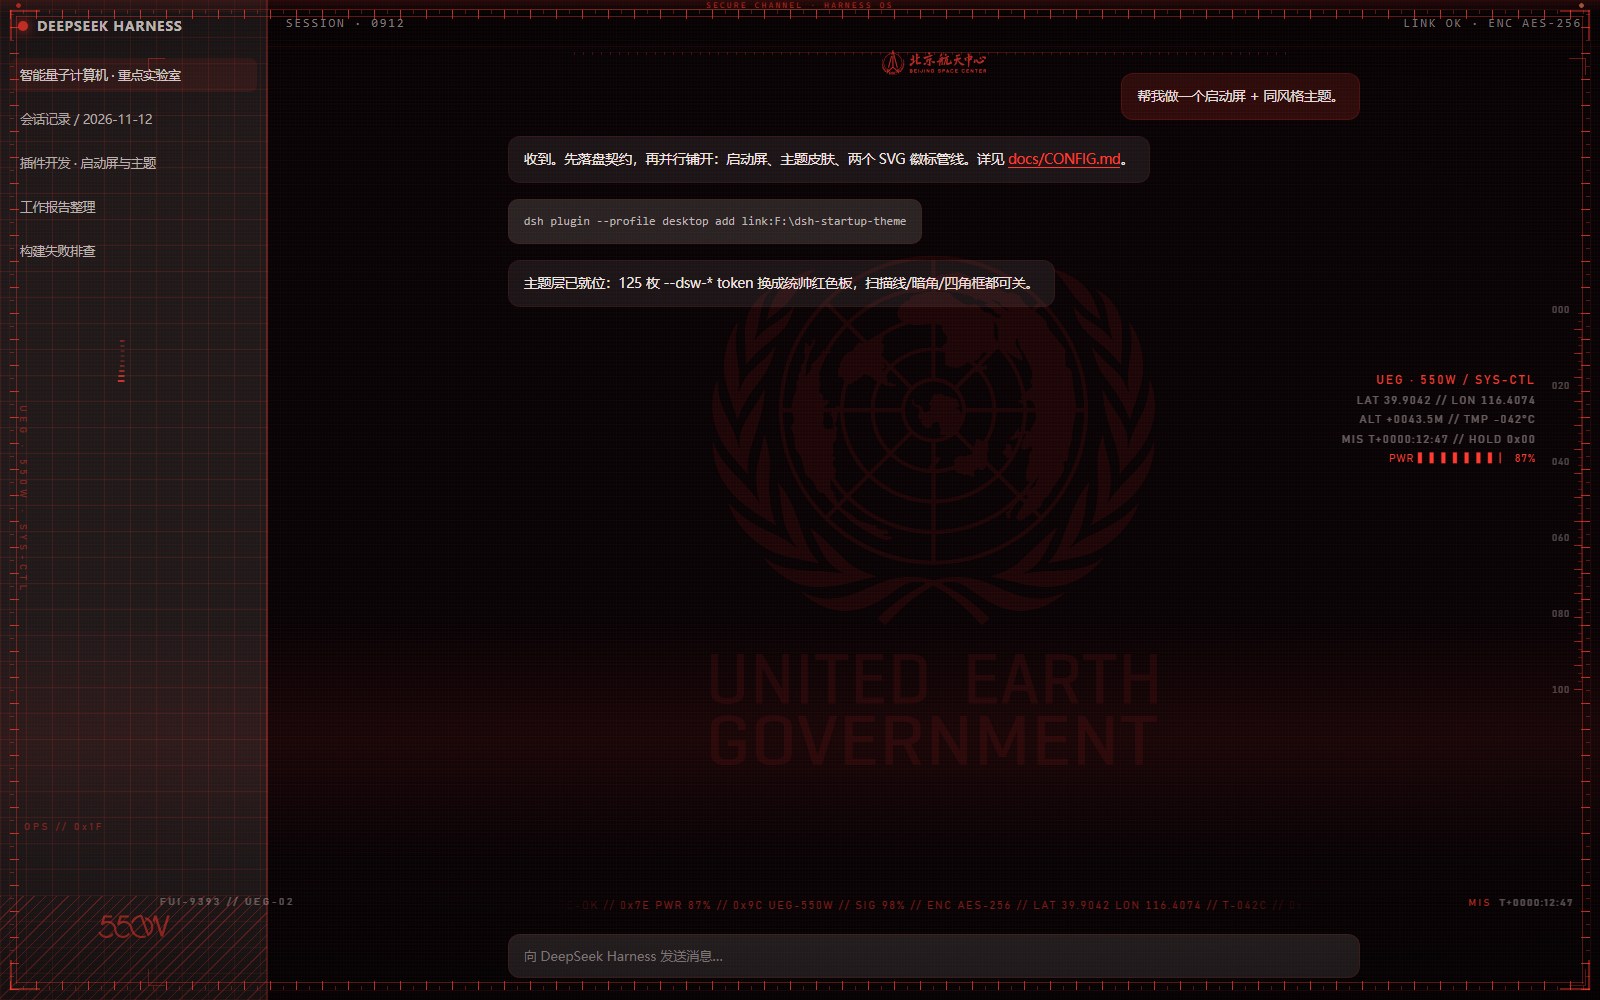 SECURE CHANNEL · HARNESS OS
DEEPSEEK HARNESS
SESSION · 0912
LINK OK · ENC AES-256
智能量子计算机 · 重点实验室
会话记录 / 2026-11-12
插件开发 · 启动屏与主题
工作报告整理
构建失败排查
UEG · 550W · SYS-CTL
OPS // 0x1F
FUI-9393 // UEG-02
550W
北京航天中心
BEIJING SPACE CENTER
帮我做一个启动屏 + 同风格主题。
收到。先落盘契约，再并行铺开：启动屏、主题皮肤、两个 SVG 徽标管线。详见 docs/CONFIG.md。
dsh plugin --profile desktop add link:F:\dsh-startup-theme
主题层已就位：125 枚 --dsw-* token 换成统帅红色板，扫描线/暗角/四角框都可关。
UNITED EARTH
GOVERNMENT
000
020
040
060
080
100
UEG · 550W / SYS-CTL
LAT 39.9042 // LON 116.4074
ALT +0043.5M // TMP -042°C
MIS T+0000:12:47 // HOLD 0x00
PWR 87%
OK // 0x7E PWR 87% // 0x9C UEG-550W // SIG 98% // ENC AES-256 // LAT 39.9042 LON 116.4074 // T-042C //
MIS T+0000:12:47
向 DeepSeek Harness 发送消息...